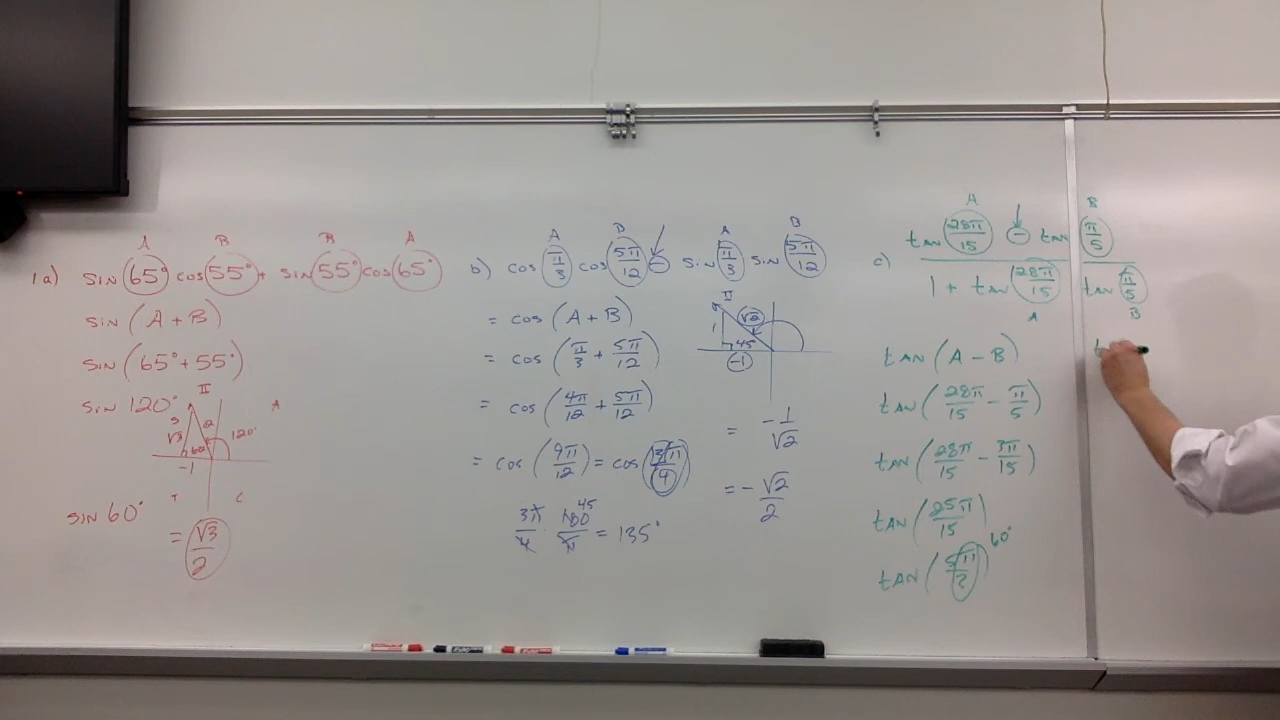 A B B A
1a) sin 65° cos 55° + sin 55° cos 65°
sin (A + B)
sin (65° + 55°)
sin 120°
II A
S
2
√3
60°
120°
-1
T C
sin 60°
= √3/2
A B A B
b) cos π/3 cos 5π/12 − sin π/3 sin 5π/12
= cos (A + B)
= cos (π/3 + 5π/12)
= cos (4π/12 + 5π/12)
= cos (9π/12) = cos (3π/4)
45
3π/4 · 180/π = 135°
II
√2
1
45
-1
= -1/√2
= -√2/2
A B
c) tan 28π/15 − tan π/5
1 + tan 28π/15 tan π/5
A B
tan (A − B)
tan (28π/15 − π/5)
tan (28π/15 − 3π/15)
tan (25π/15)
tan (5π/3) 60°
t